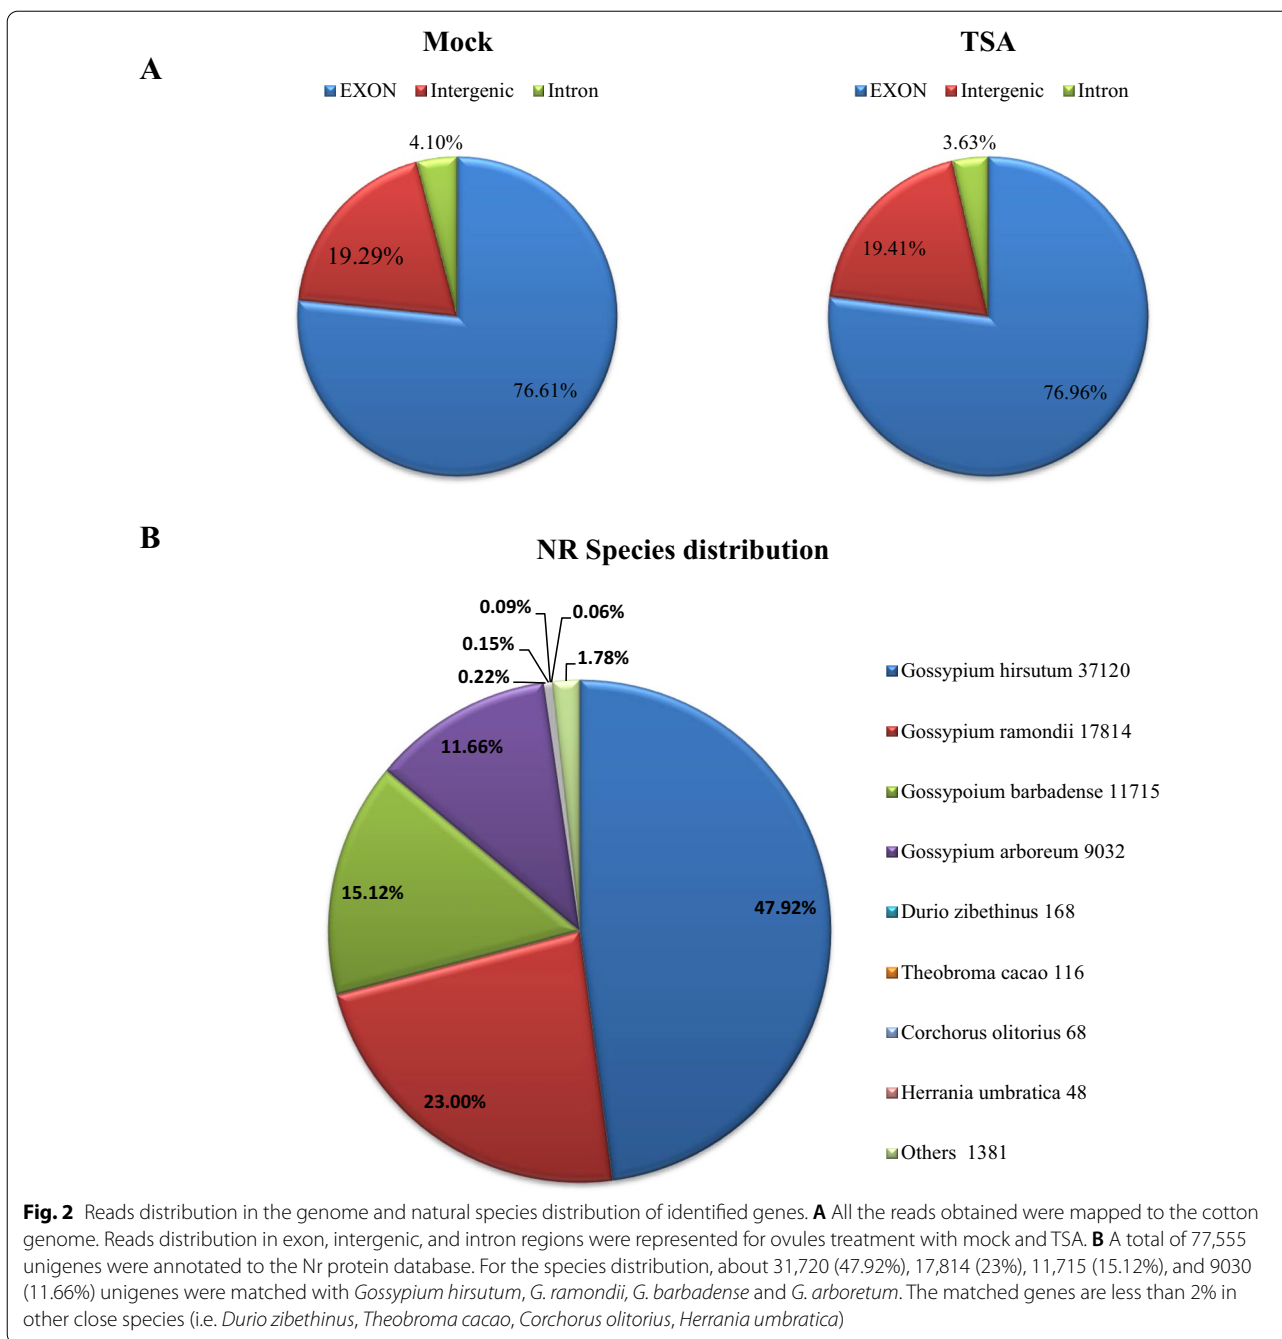 Mock
TSA
A
EXON Intergenic Intron
EXON Intergenic Intron
4.10%
3.63%
19.29%
19.41%
76.61%
76.96%
B
NR Species distribution
0.09%
0.06%
0.15%
1.78%
0.22%
11.66%
15.12%
47.92%
23.00%
Gossypium hirsutum 37120
Gossypium ramondii 17814
Gossypoium barbadense 11715
Gossypium arboreum 9032
Durio zibethinus 168
Theobroma cacao 116
Corchorus olitorius 68
Herrania umbratica 48
Others 1381
Fig. 2 Reads distribution in the genome and natural species distribution of identified genes. A All the reads obtained were mapped to the cotton
genome. Reads distribution in exon, intergenic, and intron regions were represented for ovules treatment with mock and TSA. B A total of 77,555
unigenes were annotated to the Nr protein database. For the species distribution, about 31,720 (47.92%), 17,814 (23%), 11,715 (15.12%), and 9030
(11.66%) unigenes were matched with Gossypium hirsutum, G. ramondii, G. barbadense and G. arboretum. The matched genes are less than 2% in
other close species (i.e. Durio zibethinus, Theobroma cacao, Corchorus olitorius, Herrania umbratica)